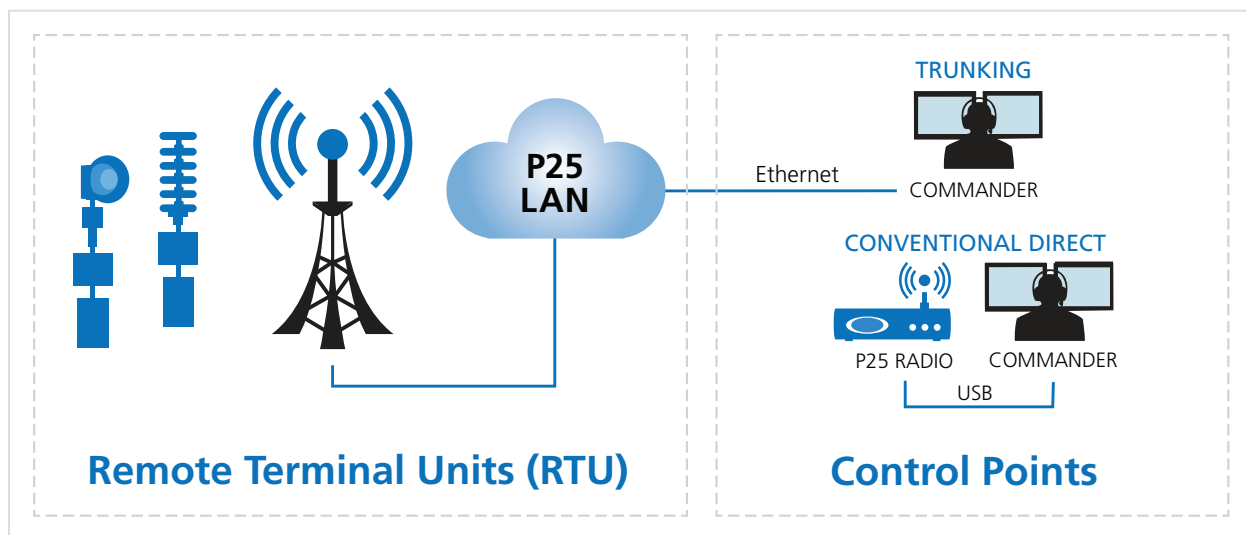 P25
LAN
Ethernet
TRUNKING
COMMANDER
CONVENTIONAL DIRECT
P25 RADIO
COMMANDER
USB
Remote Terminal Units (RTU)
Control Points